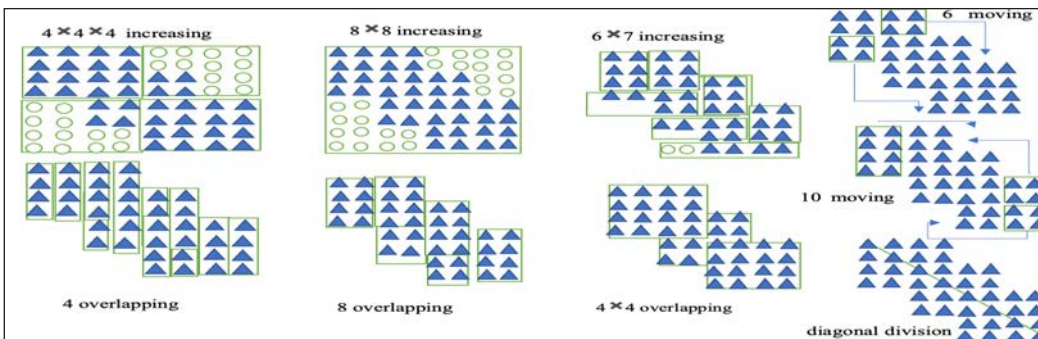 4 × 4 × 4 increasing
8 × 8 increasing
6 × 7 increasing
6 moving
10 moving
4 overlapping
8 overlapping
4 × 4 overlapping
diagonal division